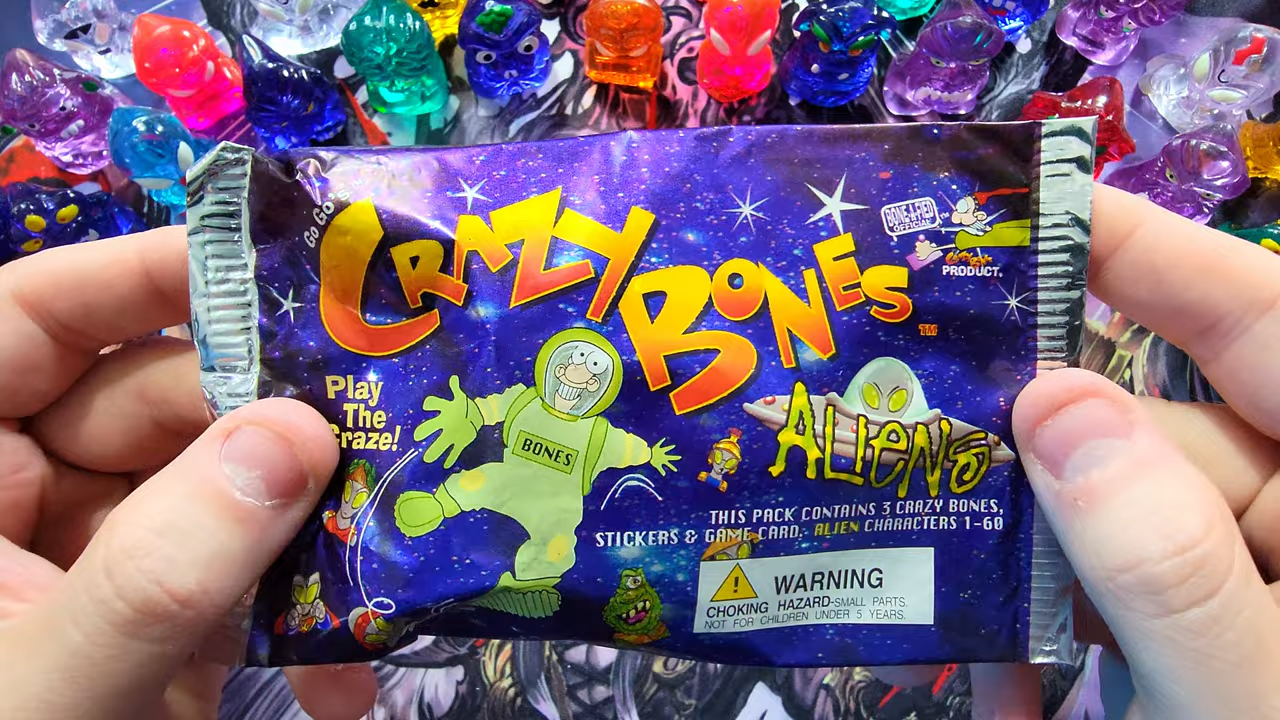 Go Go's
CRAZY
BONES
TM
BONE-A-FIED
OFFICIAL
PRODUCT.
Play
The
Craze!
BONES
ALIENS
THIS PACK CONTAINS 3 CRAZY BONES,
STICKERS & GAME CARD. ALIEN CHARACTERS 1-60
WARNING
CHOKING HAZARD-SMALL PARTS.
NOT FOR CHILDREN UNDER 5 YEARS.